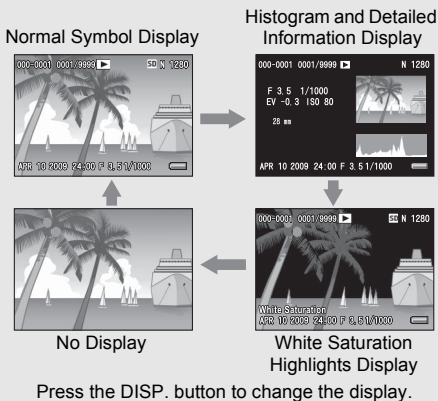 Normal Symbol Display
000-0001 0001/9999 SD N 1280
APR 10 2009 24:00 F 3.5 1/1000
Histogram and Detailed
Information Display
000-0001 0001/9999 N 1280
F 3.5 1/1000
EV -0.3 ISO 80
28 mm
APR 10 2009 24:00 F 3.5 1/1000
000-0001 0001/9999 SD N 1280
White Saturation
APR 10 2009 24:00 F 3.5 1/1000
White Saturation
Highlights Display
No Display
Press the DISP. button to change the display.